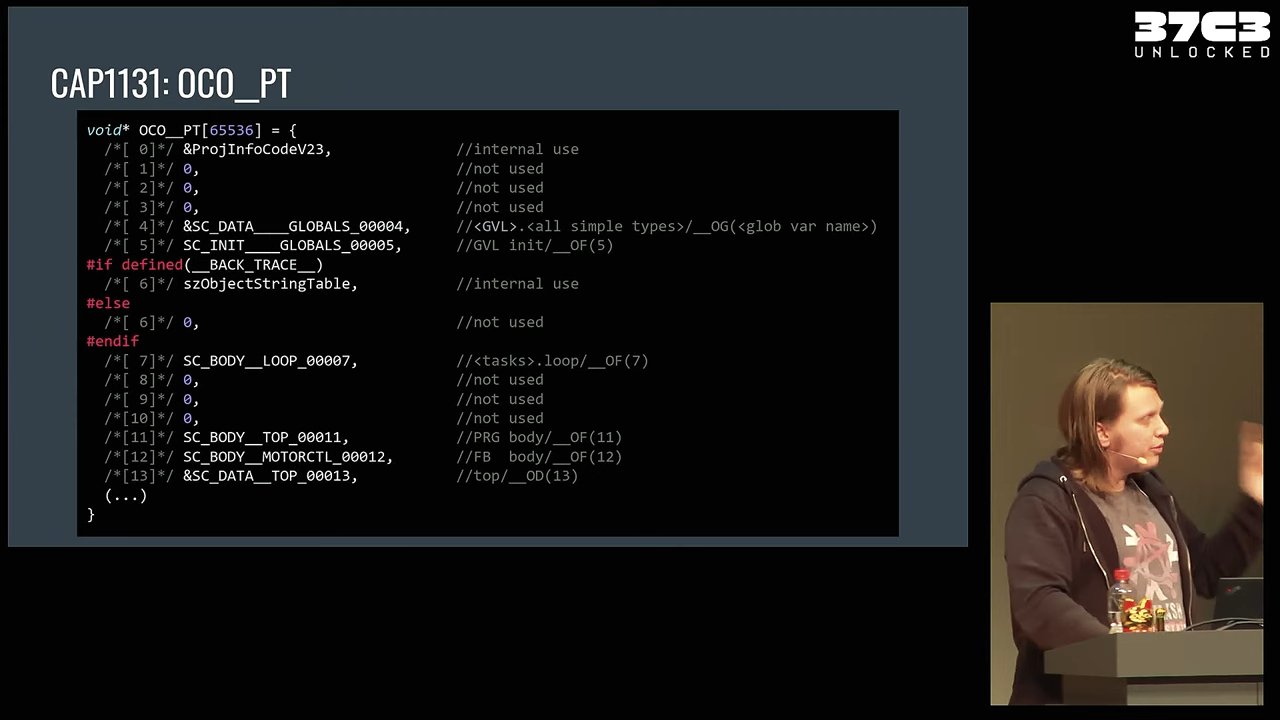 37C3
UNLOCKED
CAP1131: OCO__PT
void* OCO__PT[65536] = {
/*[ 0]*/ &ProjInfoCodeV23, //internal use
/*[ 1]*/ 0, //not used
/*[ 2]*/ 0, //not used
/*[ 3]*/ 0, //not used
/*[ 4]*/ &SC_DATA____GLOBALS_00004, //<GVL>.<all simple types>/__OG(<glob var name>)
/*[ 5]*/ SC_INIT____GLOBALS_00005, //GVL init/__OF(5)
#if defined(__BACK_TRACE__)
/*[ 6]*/ szObjectStringTable, //internal use
#else
/*[ 6]*/ 0, //not used
#endif
/*[ 7]*/ SC_BODY__LOOP_00007, //<tasks>.loop/__OF(7)
/*[ 8]*/ 0, //not used
/*[ 9]*/ 0, //not used
/*[10]*/ 0, //not used
/*[11]*/ SC_BODY__TOP_00011, //PRG body/__OF(11)
/*[12]*/ SC_BODY__MOTORCTL_00012, //FB  body/__OF(12)
/*[13]*/ &SC_DATA__TOP_00013, //top/__OD(13)
(...)
}